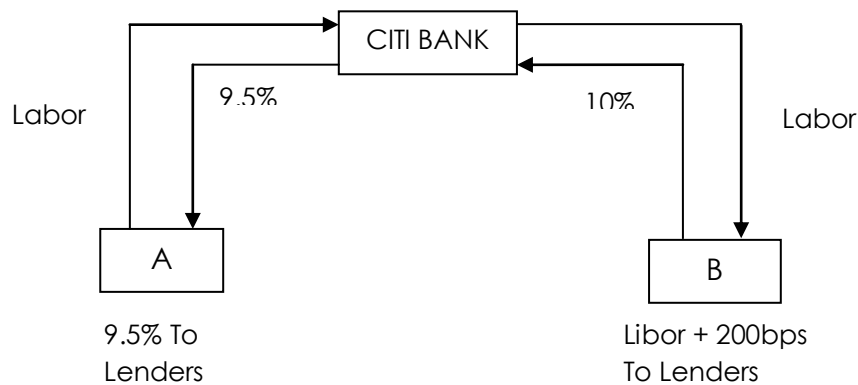 CITI BANK
Labor
9.5%
10%
Labor
A
B
9.5% To
Lenders
Libor + 200bps
To Lenders